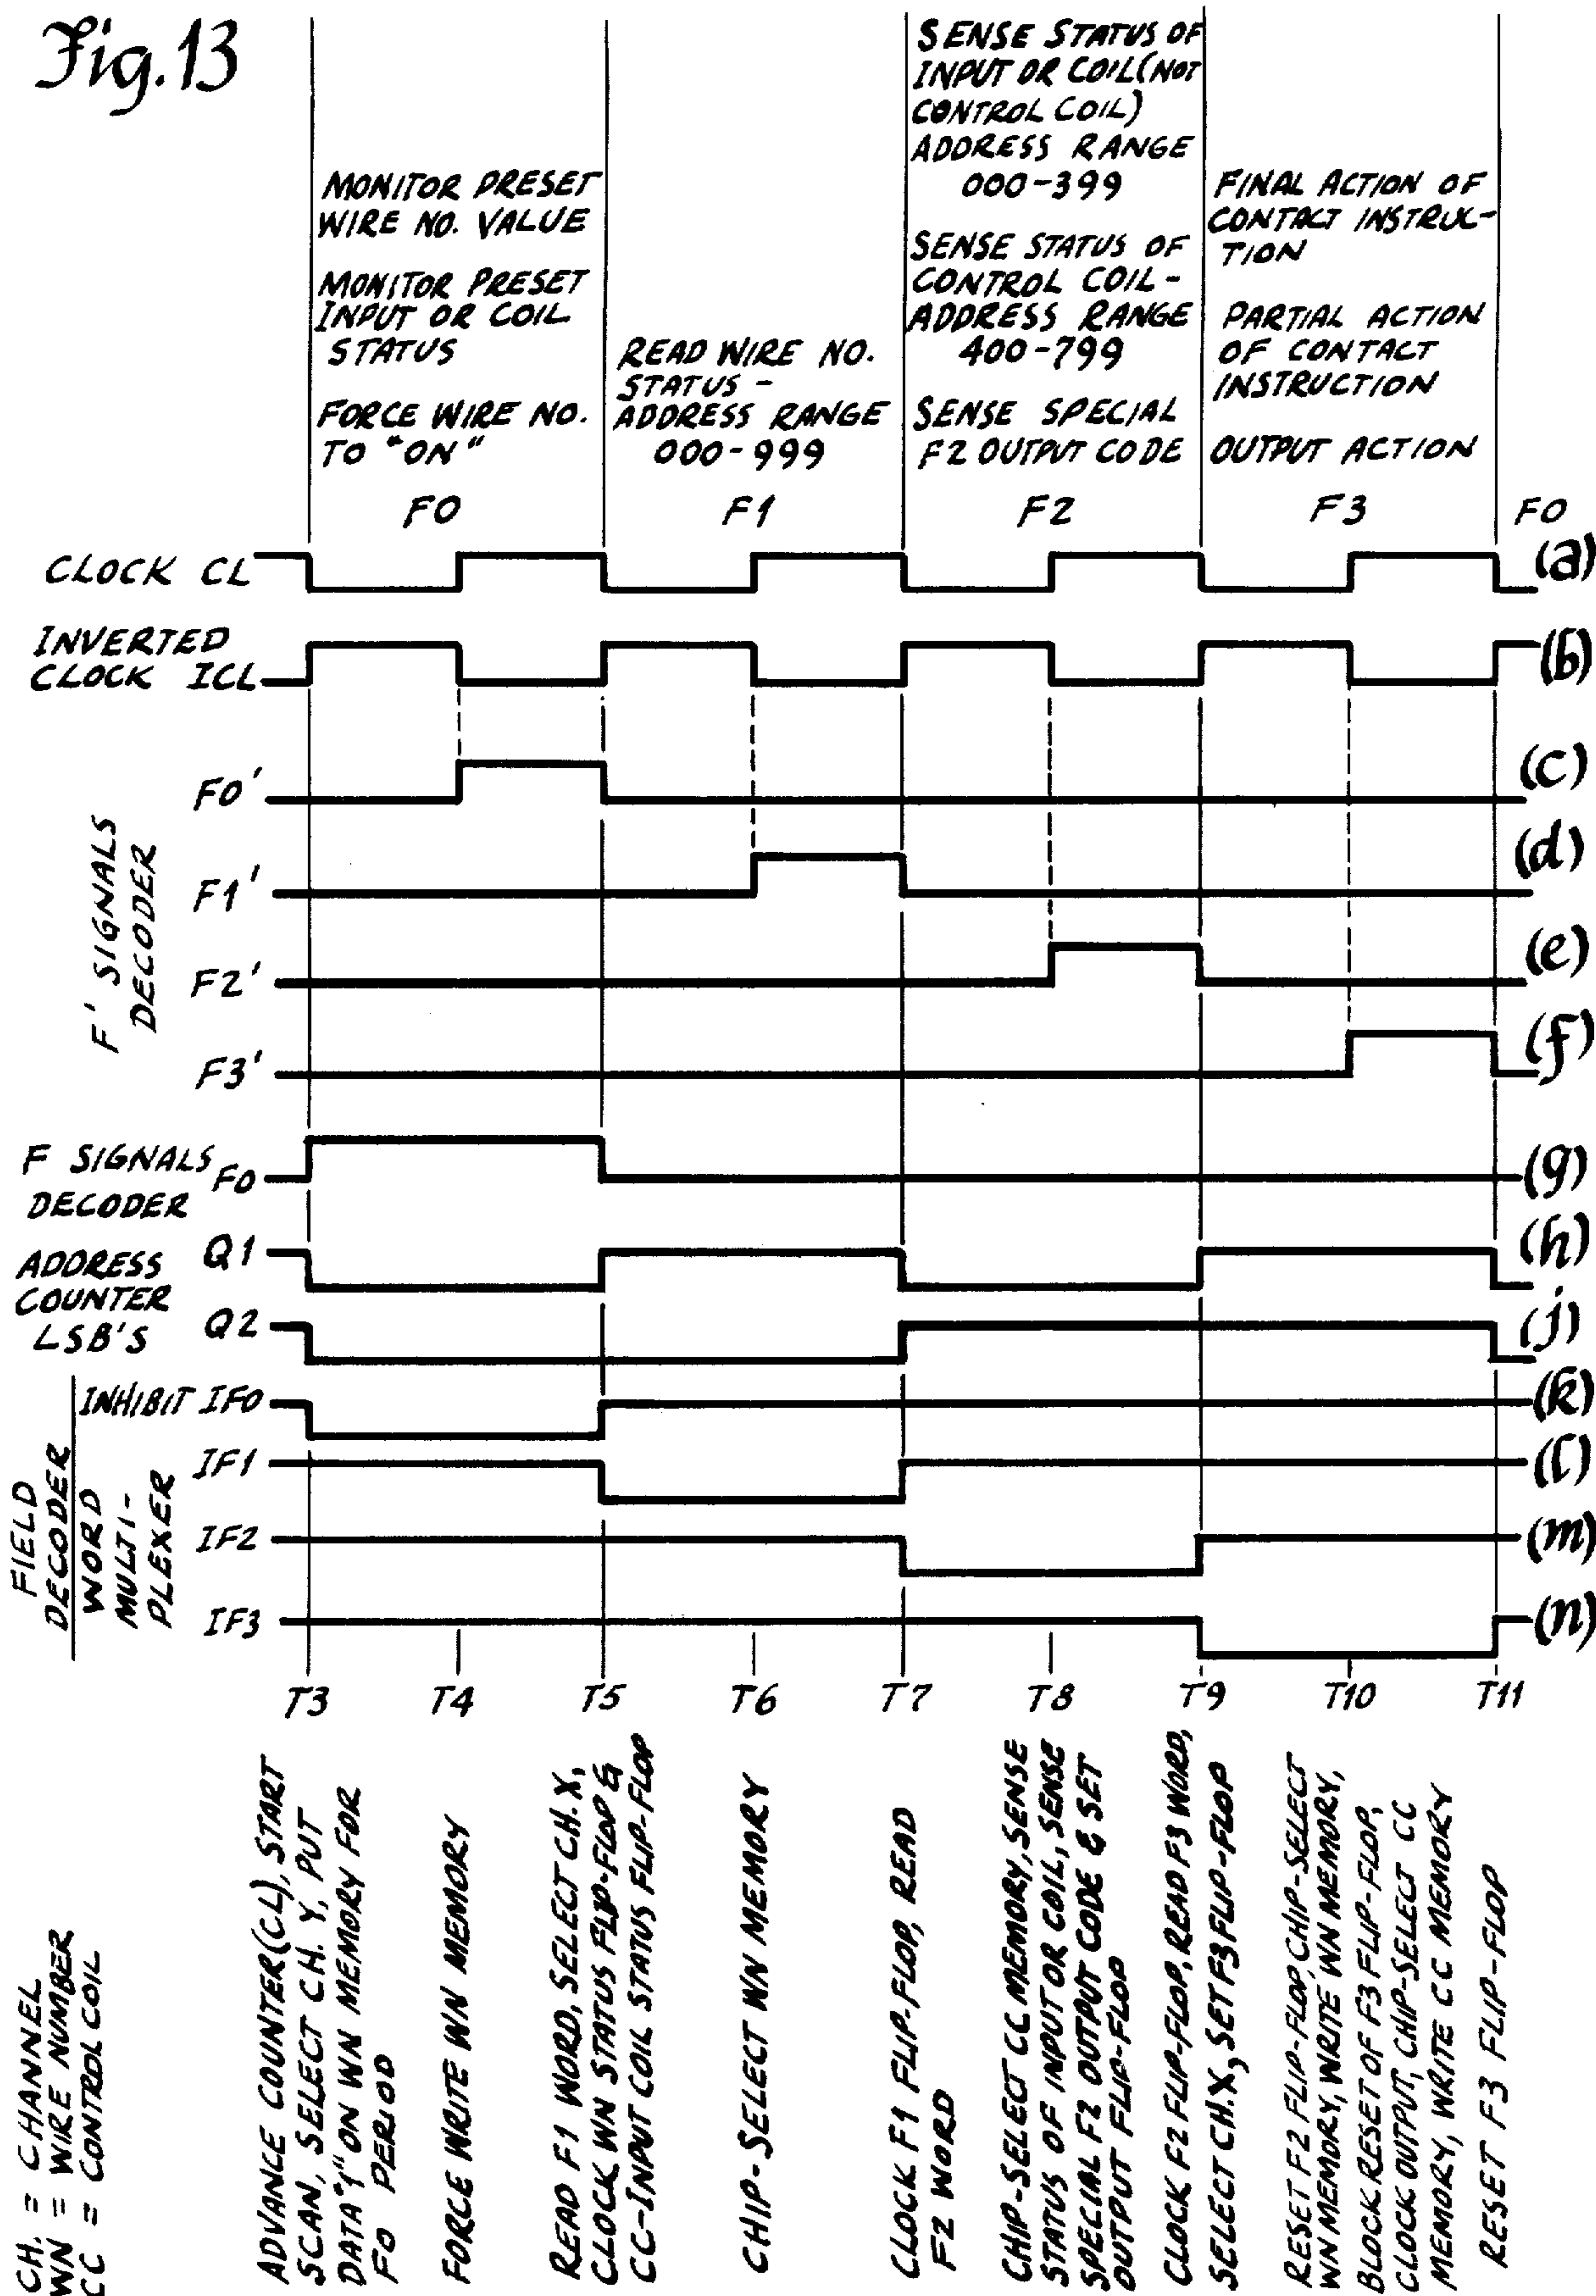 Fig. 13
MONITOR PRESET
WIRE NO. VALUE
MONITOR PRESET
INPUT OR COIL
STATUS
FORCE WIRE NO.
TO "ON"
F0
READ WIRE NO.
STATUS -
ADDRESS RANGE
000-999
F1
SENSE STATUS OF
INPUT OR COIL (NOT
CONTROL COIL)
ADDRESS RANGE
000-399
SENSE STATUS OF
CONTROL COIL -
ADDRESS RANGE
400-799
SENSE SPECIAL
F2 OUTPUT CODE
F2
FINAL ACTION OF
CONTACT INSTRUC-
TION
PARTIAL ACTION
OF CONTACT
INSTRUCTION
OUTPUT ACTION
F3
F0
CLOCK CL
(a)
INVERTED
CLOCK ICL
(b)
F' SIGNALS
DECODER
F0'
(c)
F1'
(d)
F2'
(e)
F3'
(f)
F SIGNALS
DECODER
F0
(g)
ADDRESS
COUNTER
LSB'S
Q1
(h)
Q2
(j)
FIELD
DECODER
WORD
MULTI-
PLEXER
INHIBIT IF0
(k)
IF1
(l)
IF2
(m)
IF3
(n)
T3 T4 T5 T6 T7 T8 T9 T10 T11
CH. = CHANNEL
WN = WIRE NUMBER
CC = CONTROL COIL
ADVANCE COUNTER (CL), START
SCAN, SELECT CH. Y, PUT
DATA "1" ON WN MEMORY FOR
F0 PERIOD
FORCE WRITE WN MEMORY
READ F1 WORD, SELECT CH. X,
CLOCK WN STATUS FLIP-FLOP &
CC-INPUT COIL STATUS FLIP-FLOP
CHIP-SELECT WN MEMORY
CLOCK F1 FLIP-FLOP, READ
F2 WORD
CHIP-SELECT CC MEMORY, SENSE
STATUS OF INPUT OR COIL, SENSE
SPECIAL F2 OUTPUT CODE & SET
OUTPUT FLIP-FLOP
CLOCK F2 FLIP-FLOP, READ F3 WORD,
SELECT CH. X, SET F3 FLIP-FLOP
RESET F2 FLIP-FLOP, CHIP-SELECT
WN MEMORY, WRITE WN MEMORY,
BLOCK RESET OF F3 FLIP-FLOP,
CLOCK OUTPUT, CHIP-SELECT CC
MEMORY, WRITE CC MEMORY
RESET F3 FLIP-FLOP